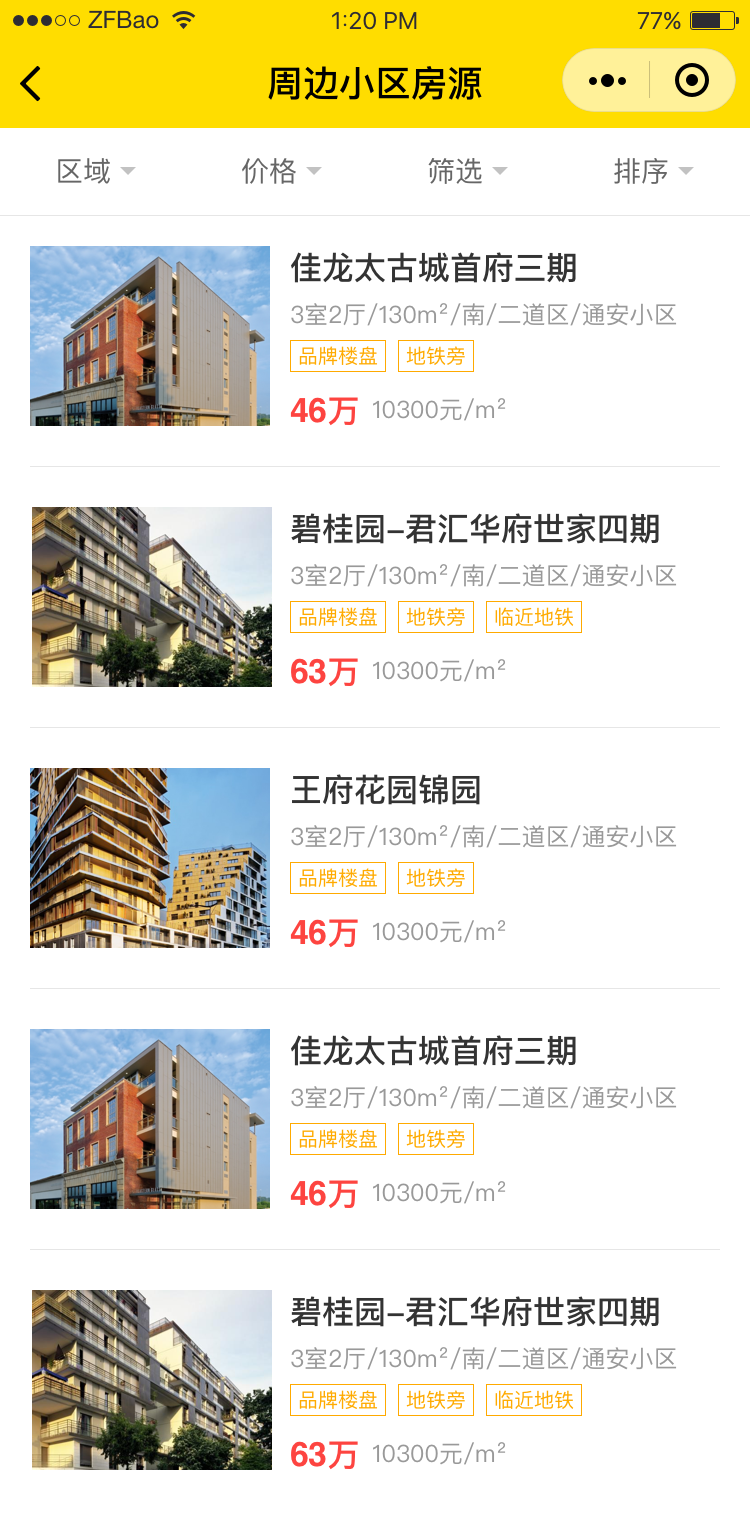 ZFBao 1:20 PM 77%
周边小区房源
区域 价格 筛选 排序
佳龙太古城首府三期
3室2厅/130m²/南/二道区/通安小区
品牌楼盘 地铁旁
46万 10300元/m²
碧桂园-君汇华府世家四期
3室2厅/130m²/南/二道区/通安小区
品牌楼盘 地铁旁 临近地铁
63万 10300元/m²
王府花园锦园
3室2厅/130m²/南/二道区/通安小区
品牌楼盘 地铁旁
46万 10300元/m²
佳龙太古城首府三期
3室2厅/130m²/南/二道区/通安小区
品牌楼盘 地铁旁
46万 10300元/m²
碧桂园-君汇华府世家四期
3室2厅/130m²/南/二道区/通安小区
品牌楼盘 地铁旁 临近地铁
63万 10300元/m²